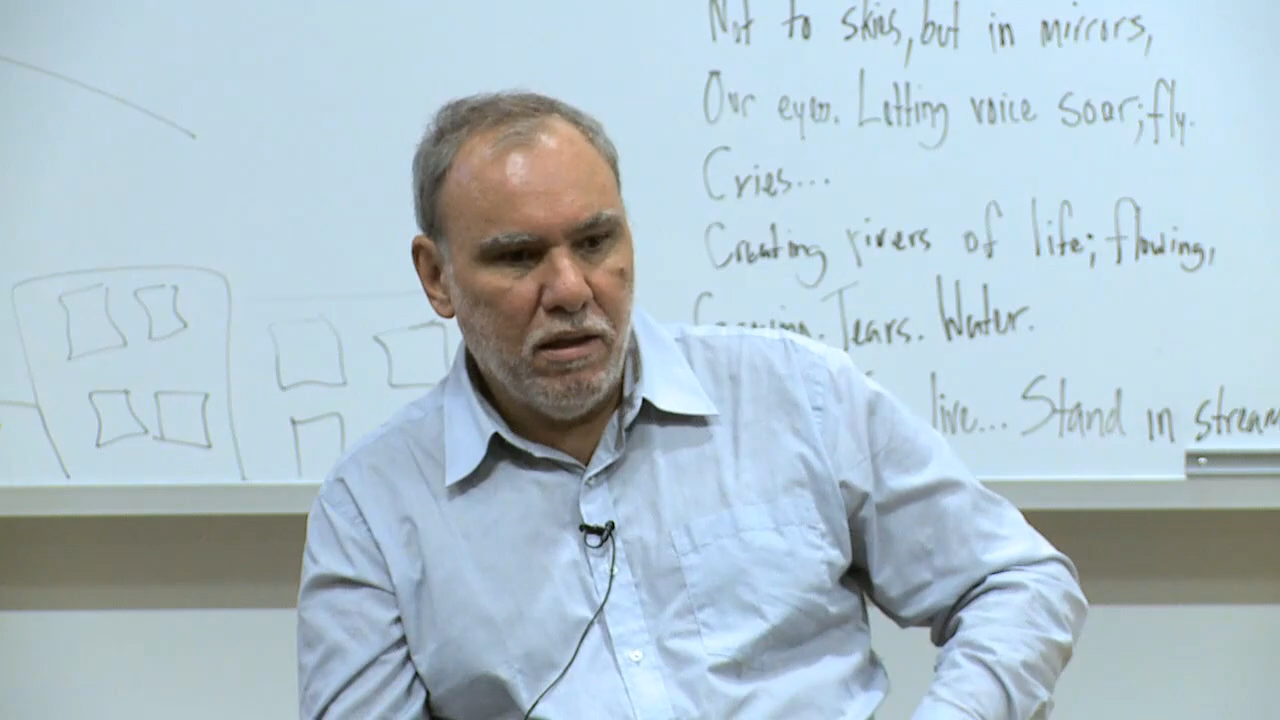 Not to skies, but in mirrors,
Our eyes. Letting voice soar; fly.
Cries...
Creating rivers of life; flowing,
Tears. Water.
live... Stand in stream